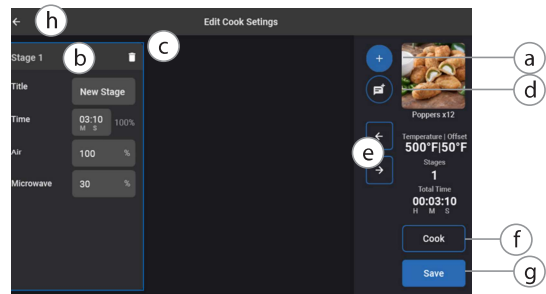 h
Edit Cook Setings
Stage 1
b
c
a
Title
New Stage
d
Poppers x12
Time
03:10
M S
100%
e
Temperature | Offset
500°F|50°F
Air
100 %
Stages
1
Microwave
30 %
Total Time
00:03:10
H M S
Cook
f
Save
g